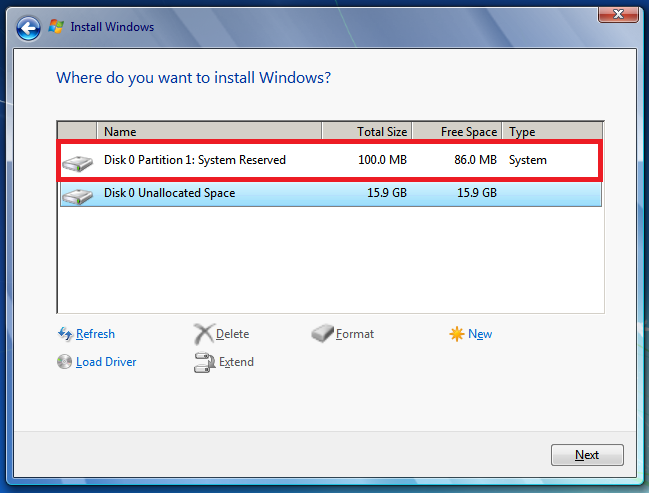 Install Windows
Where do you want to install Windows?
Name Total Size Free Space Type
Disk 0 Partition 1: System Reserved 100.0 MB 86.0 MB System
Disk 0 Unallocated Space 15.9 GB 15.9 GB
Refresh Delete Format New
Load Driver Extend
Next